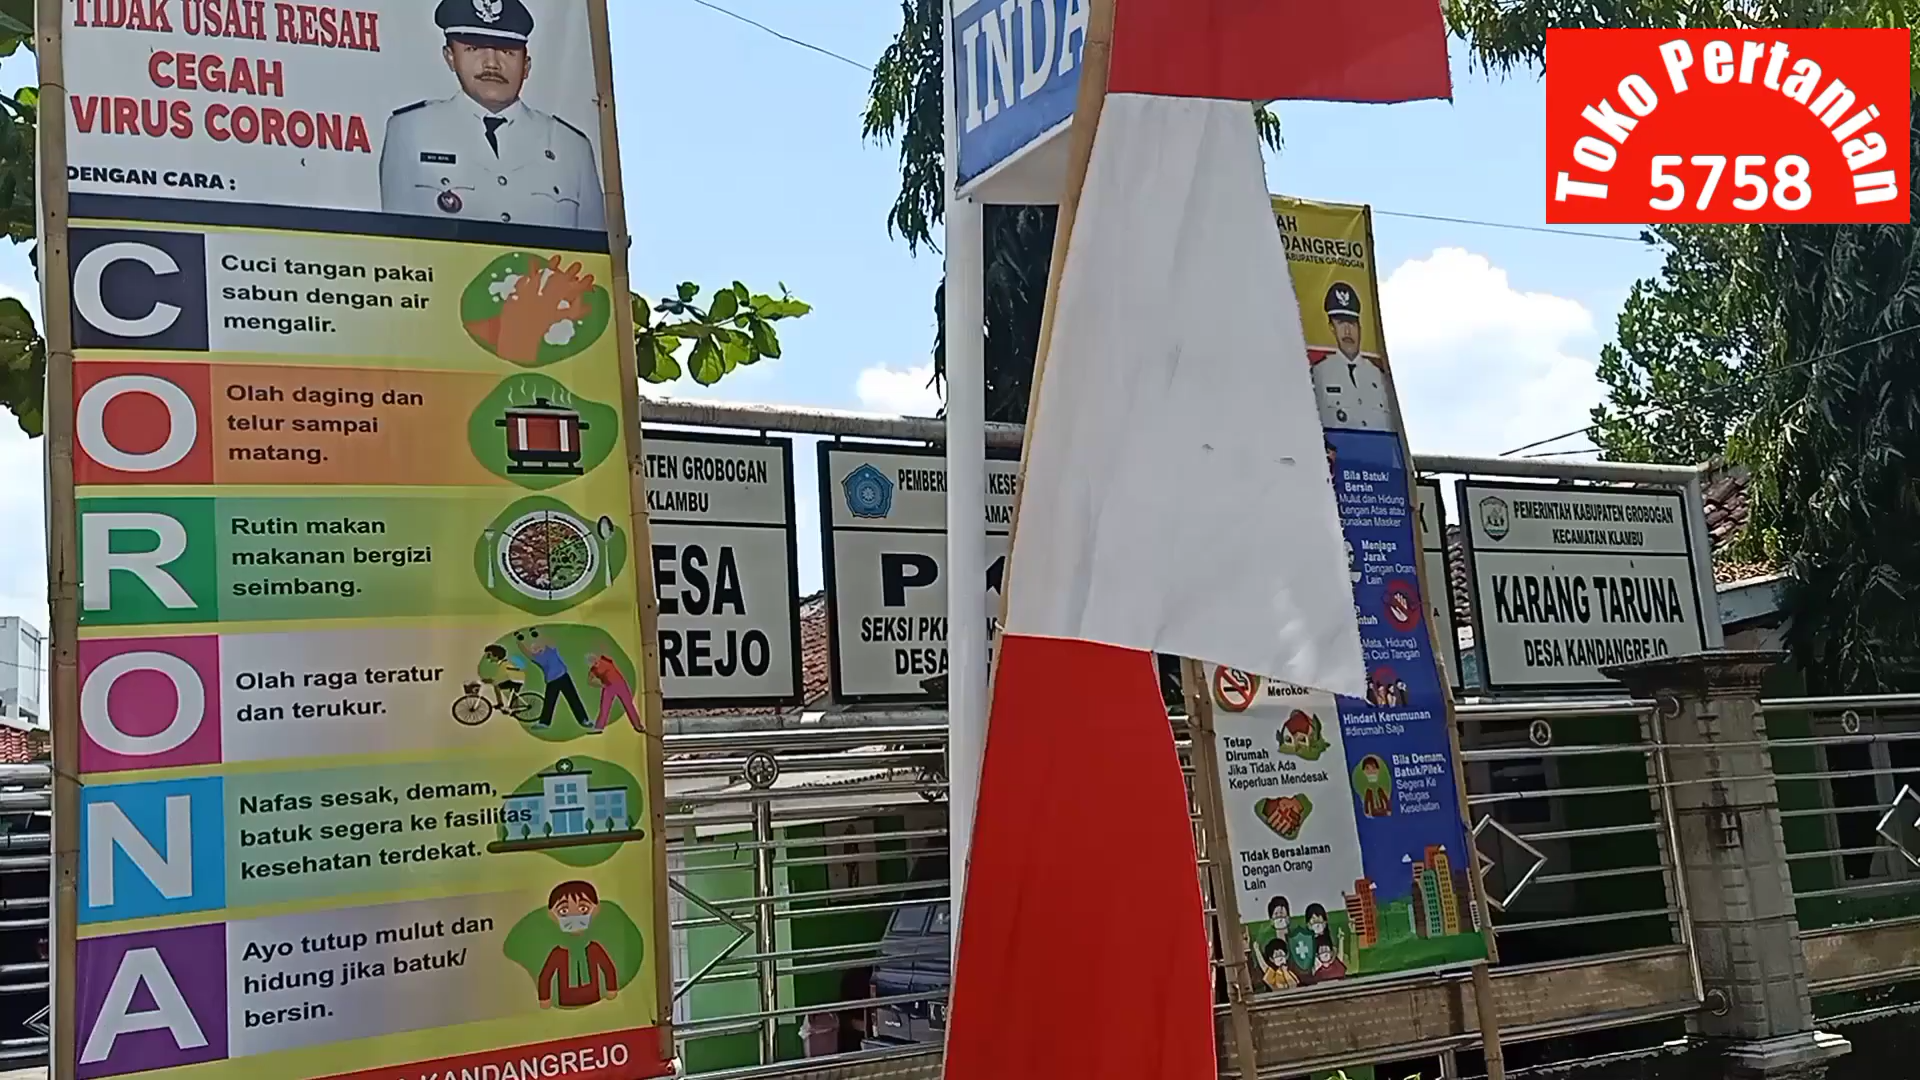 TIDAK USAH RESAH
CEGAH
VIRUS CORONA
DENGAN CARA :
C
Cuci tangan pakai
sabun dengan air
mengalir.
O
Olah daging dan
telur sampai
matang.
R
Rutin makan
makanan bergizi
seimbang.
O
Olah raga teratur
dan terukur.
N
Nafas sesak, demam,
batuk segera ke fasilitas
kesehatan terdekat.
A
Ayo tutup mulut dan
hidung jika batuk/
bersin.
KANDANGREJO
INDA
TEN GROBOGAN
KLAMBU
ESA
REJO
PEMBER KESE
AMAT
PK
SEKSI PK
DESA
AH
DANGREJO
KABUPATEN GROBOGAN
Bila Batuk/
Bersin
Mulut dan Hidung
Lengan Atas atau
gunakan Masker
Menjaga
Jarak
Dengan Orang
Lain
ntuh
Mata, Hidung)
Cuci Tangan
Merokok
Hindari Kerumunan
#dirumah Saja
Tetap
Dirumah
Jika Tidak Ada
Keperluan Mendesak
Bila Demam,
Batuk/Pilek.
Segera Ke
Petugas
Kesehatan
Tidak Bersalaman
Dengan Orang
Lain
PEMERINTAH KABUPATEN GROBOGAN
KECAMATAN KLAMBU
KARANG TARUNA
DESA KANDANGREJO
Toko Pertanian
5758